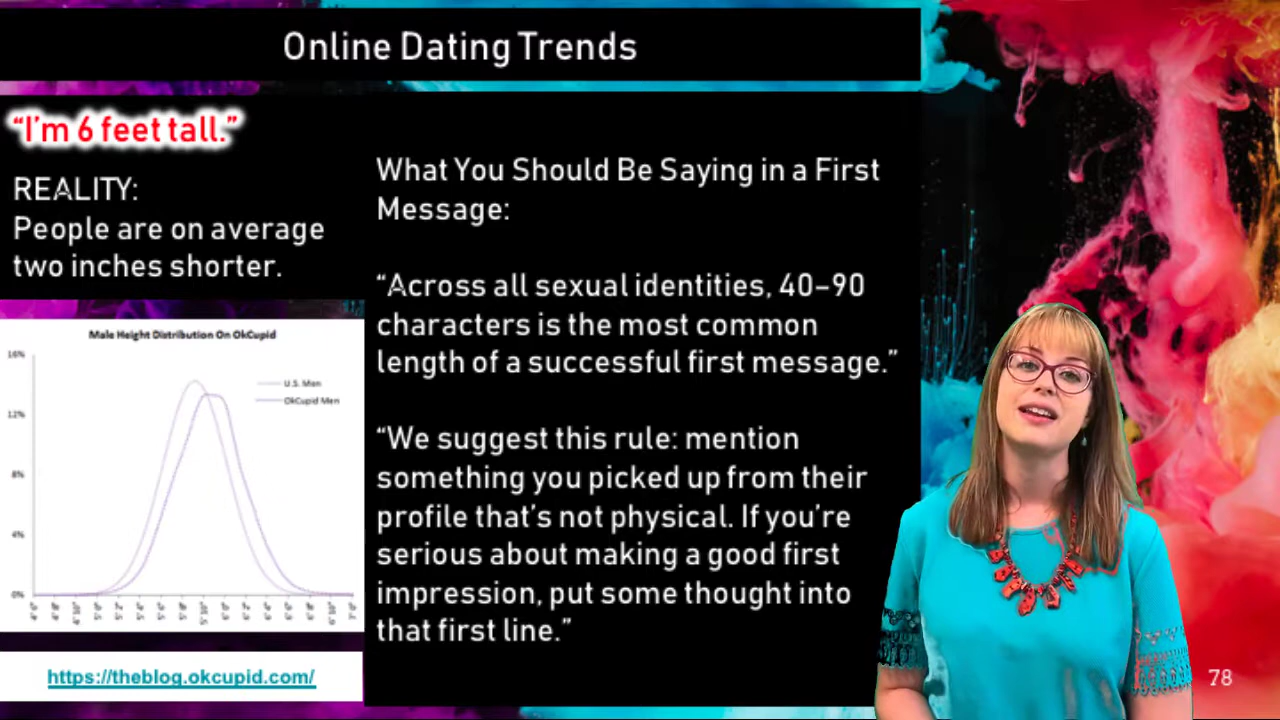 Online Dating Trends
“I’m 6 feet tall.”
REALITY:
People are on average
two inches shorter.
Male Height Distribution On OkCupid
16%
12%
8%
4%
0%
U.S. Men
OkCupid Men
https://theblog.okcupid.com/
What You Should Be Saying in a First
Message:
“Across all sexual identities, 40–90
characters is the most common
length of a successful first message.”
“We suggest this rule: mention
something you picked up from their
profile that’s not physical. If you’re
serious about making a good first
impression, put some thought into
that first line.”
78